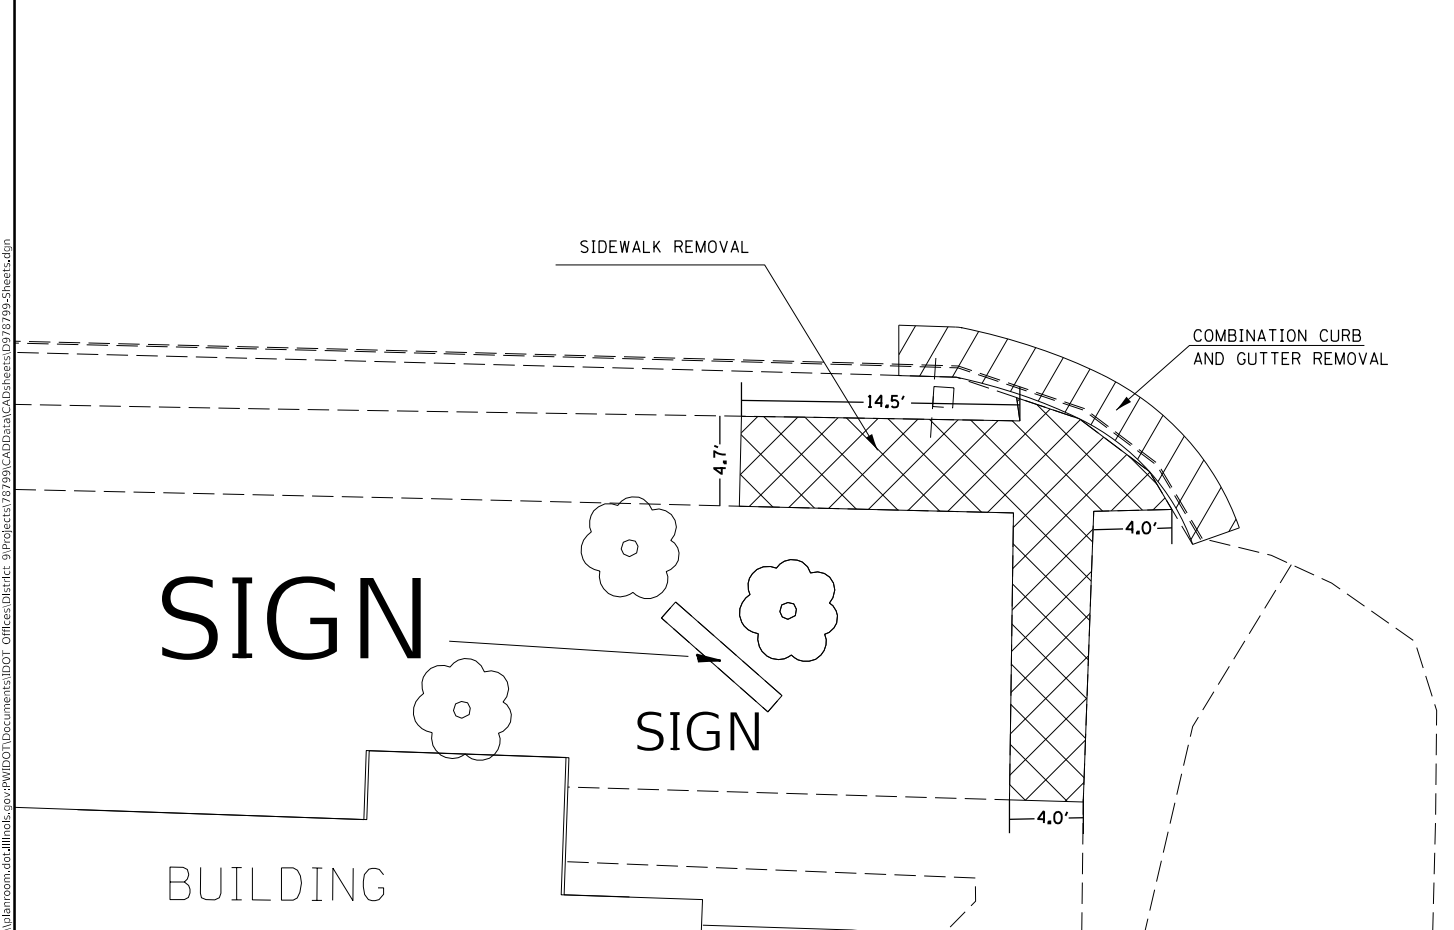 SIDEWALK REMOVAL
COMBINATION CURB
AND GUTTER REMOVAL
14.5'
4.7'
4.0'
SIGN
SIGN
4.0'
BUILDING
\\planroom.dot.illinois.gov:PWIDOT\Documents\IDOT Offices\District 9\Projects\78799\CADData\CADsheets\D978799-Sheets.dgn